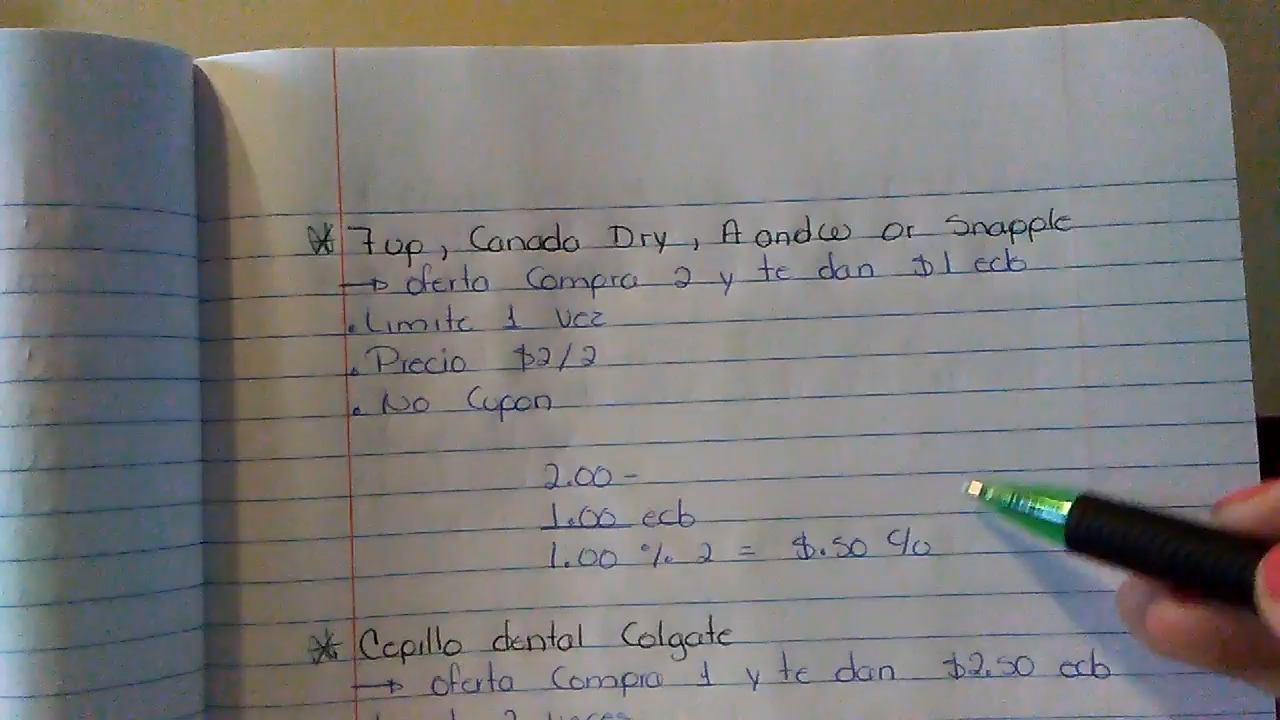 * 7up, Canada Dry, A and w or Snapple
→ oferta Compra 2 y te dan $1 ecb
. Limite 1 vez
. Precio $2/2
. No Cupon
2.00 -
1.00 ecb
1.00 % 2 = $.50 c/o
* Cepillo dental Colgate
→ oferta Compra 1 y te dan $2.50 ecb